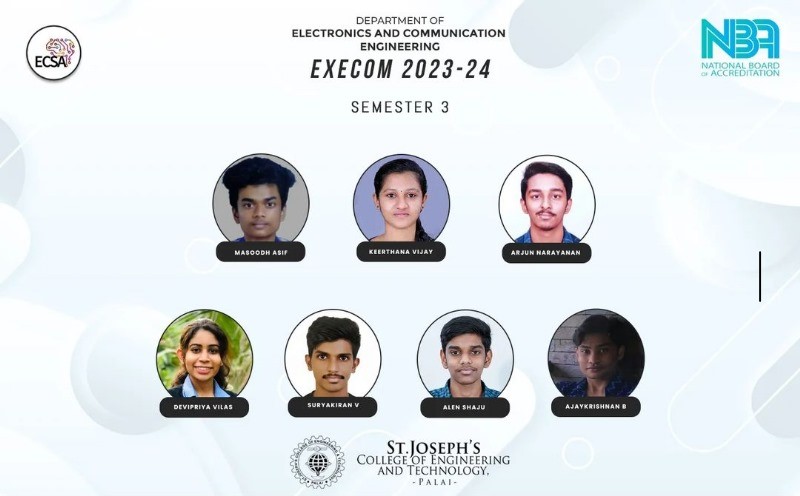 ECSA
DEPARTMENT OF
ELECTRONICS AND COMMUNICATION
ENGINEERING
EXECOM 2023-24
SEMESTER 3
NBA
NATIONAL BOARD
OF ACCREDITATION
MASOODH ASIF
KEERTHANA VIJAY
ARJUN NARAYANAN
DEVIPRIYA VILAS
SURYAKIRAN V
ALEN SHAJU
AJAYKRISHNAN B
ST.JOSEPH'S
COLLEGE OF ENGINEERING
AND TECHNOLOGY,
-PALAI-